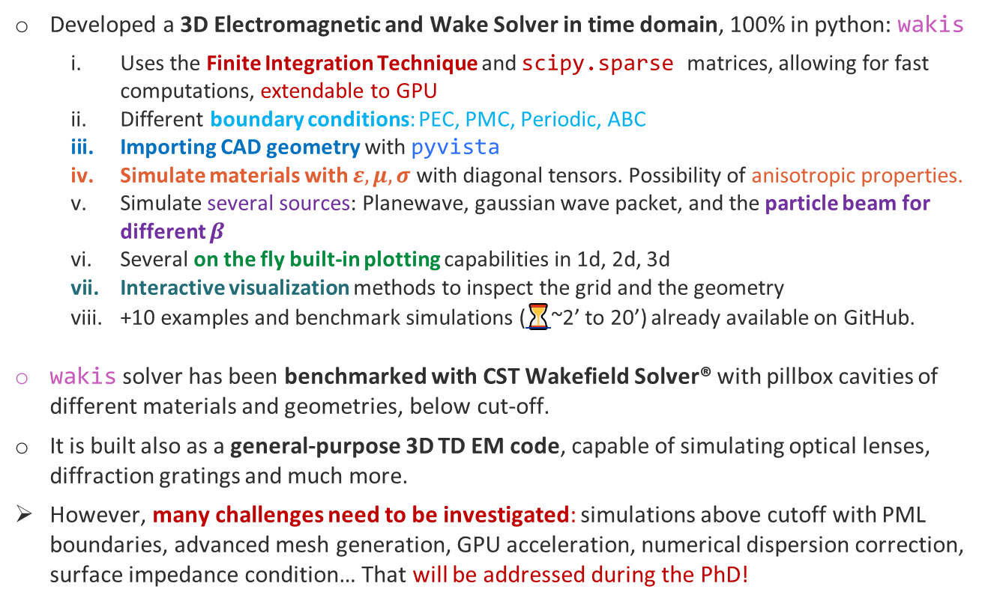 ○ Developed a 3D Electromagnetic and Wake Solver in time domain, 100% in python: wakis
i. Uses the Finite Integration Technique and scipy.sparse matrices, allowing for fast
computations, extendable to GPU
ii. Different boundary conditions: PEC, PMC, Periodic, ABC
iii. Importing CAD geometry with pyvista
iv. Simulate materials with ε, μ, σ with diagonal tensors. Possibility of anisotropic properties.
v. Simulate several sources: Planewave, gaussian wave packet, and the particle beam for
different β
vi. Several on the fly built-in plotting capabilities in 1d, 2d, 3d
vii. Interactive visualization methods to inspect the grid and the geometry
viii. +10 examples and benchmark simulations (⏳~2’ to 20’) already available on GitHub.
○ wakis solver has been benchmarked with CST Wakefield Solver® with pillbox cavities of
different materials and geometries, below cut-off.
○ It is built also as a general-purpose 3D TD EM code, capable of simulating optical lenses,
diffraction gratings and much more.
➢ However, many challenges need to be investigated: simulations above cutoff with PML
boundaries, advanced mesh generation, GPU acceleration, numerical dispersion correction,
surface impedance condition... That will be addressed during the PhD!